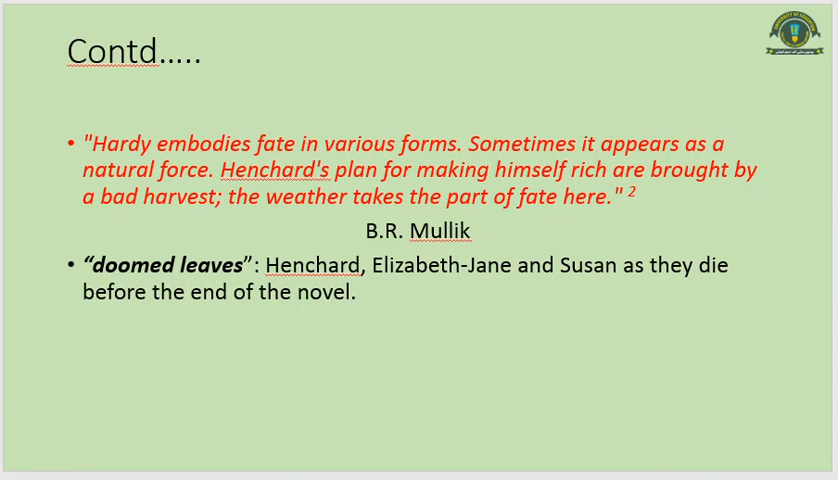 Contd.....
• "Hardy embodies fate in various forms. Sometimes it appears as a
natural force. Henchard's plan for making himself rich are brought by
a bad harvest; the weather takes the part of fate here." 2
B.R. Mullik
• “doomed leaves”: Henchard, Elizabeth-Jane and Susan as they die
before the end of the novel.